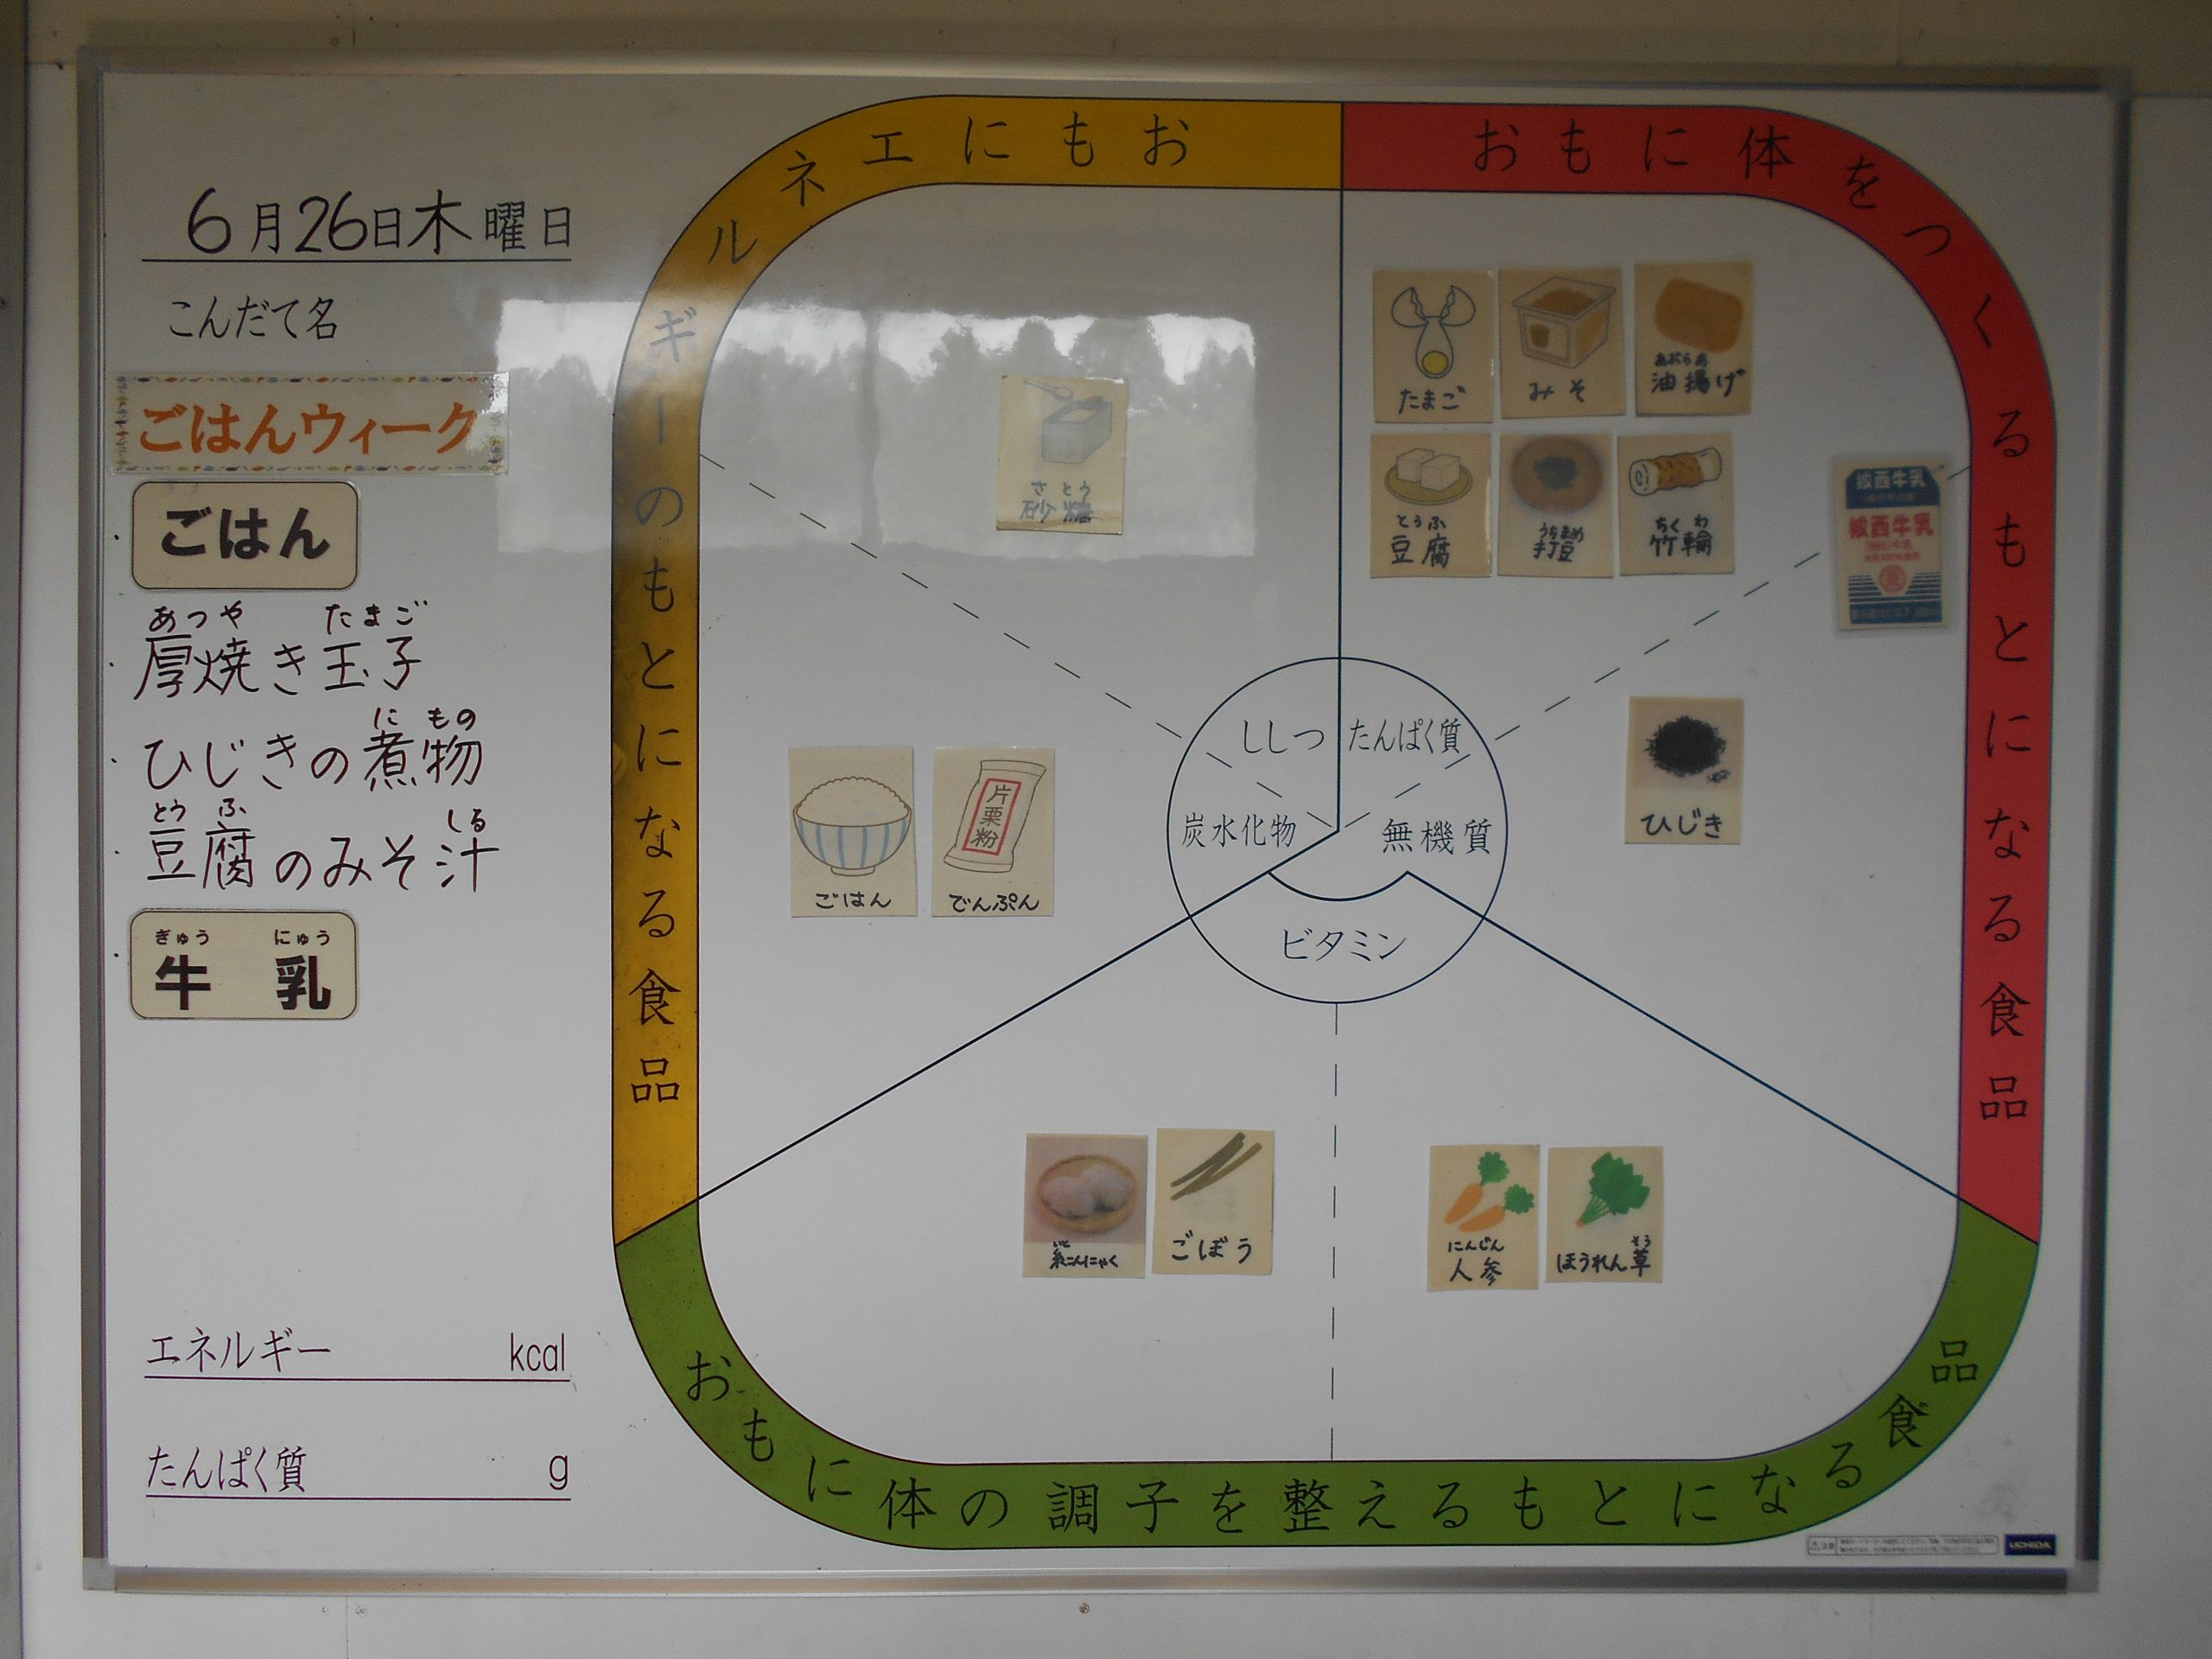 6月26日木曜日
こんだて名
ごはんウィーク
ごはん
あつや たまご
厚焼き玉子
に もの
ひじきの煮物
とう ふ しる
豆腐のみそ汁
ぎゅう にゅう
牛 乳
エネルギー kcal
たんぱく質 g
おもにエネルギーのもとになる食品
おもに体をつくるもとになる食品
おもに体の調子を整えるもとになる食品
さとう
砂糖
たまご
みそ
あぶらあ
油揚げ
とうふ
豆腐
うちまめ
打豆
ちくわ
竹輪
城西牛乳
城西牛乳
ししつ
たんぱく質
炭水化物
無機質
ビタミン
ごはん
片栗粉
でんぷん
ひじき
いと
糸こんにゃく
ごぼう
にんじん
人参
そう
ほうれん草
注意
UCHIDA